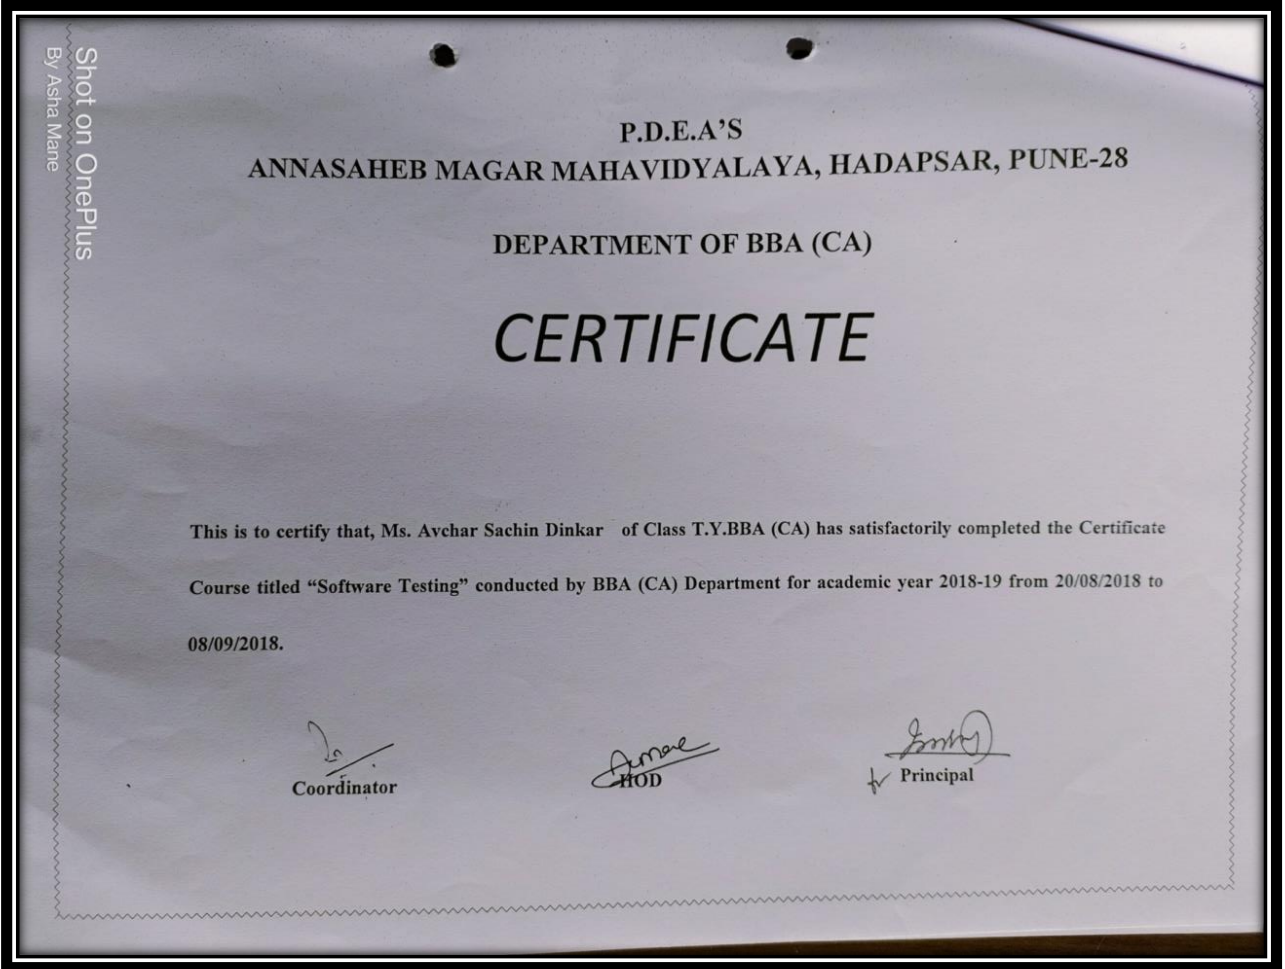 Shot on OnePlus
By Asha Mane
P.D.E.A’S
ANNASAHEB MAGAR MAHAVIDYALAYA, HADAPSAR, PUNE-28
DEPARTMENT OF BBA (CA)
CERTIFICATE
This is to certify that, Ms. Avchar Sachin Dinkar of Class T.Y.BBA (CA) has satisfactorily completed the Certificate
Course titled “Software Testing” conducted by BBA (CA) Department for academic year 2018-19 from 20/08/2018 to
08/09/2018.
Coordinator
HOD
Principal